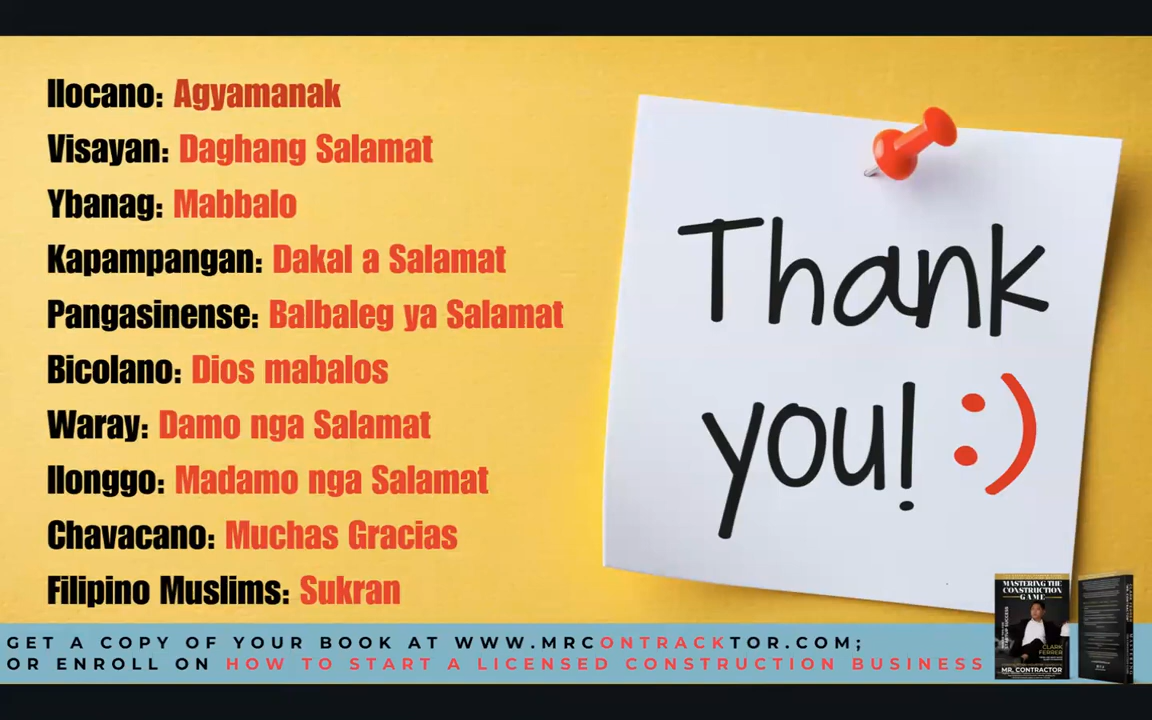 Ilocano: Agyamanak
Visayan: Daghang Salamat
Ybanag: Mabbalo
Kapampangan: Dakal a Salamat
Pangasinense: Balbaleg ya Salamat
Bicolano: Dios mabalos
Waray: Damo nga Salamat
Ilonggo: Madamo nga Salamat
Chavacano: Muchas Gracias
Filipino Muslims: Sukran
Thank
you! :)
GET A COPY OF YOUR BOOK AT WWW.MRCONTRACKTOR.COM;
OR ENROLL ON HOW TO START A LICENSED CONSTRUCTION BUSINESS
MASTERING THE
CONSTRUCTION
GAME
CLARK
FERRER
MR. CONTRACTOR